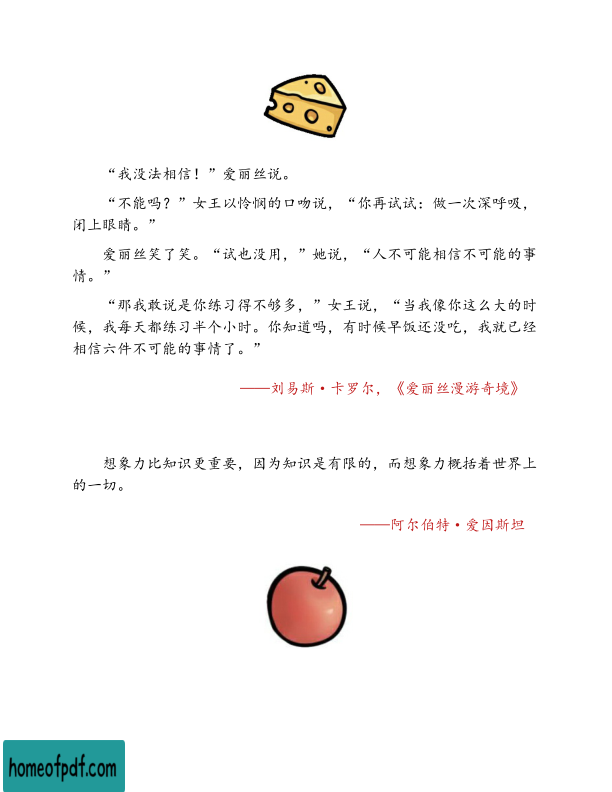 “我没法相信！”爱丽丝说。
“不能吗？”女王以怜悯的口吻说，“你再试试：做一次深呼吸，
闭上眼睛。”
爱丽丝笑了笑。“试也没用，”她说，“人不可能相信不可能的事
情。”
“那我敢说是你练习得不够多，”女王说，“当我像你这么大的时
候，我每天都练习半个小时。你知道吗，有时候早饭还没吃，我就已经
相信六件不可能的事情了。”
——刘易斯·卡罗尔，《爱丽丝漫游奇境》
想象力比知识更重要，因为知识是有限的，而想象力概括着世界上
的一切。
——阿尔伯特·爱因斯坦
homeofpdf.com